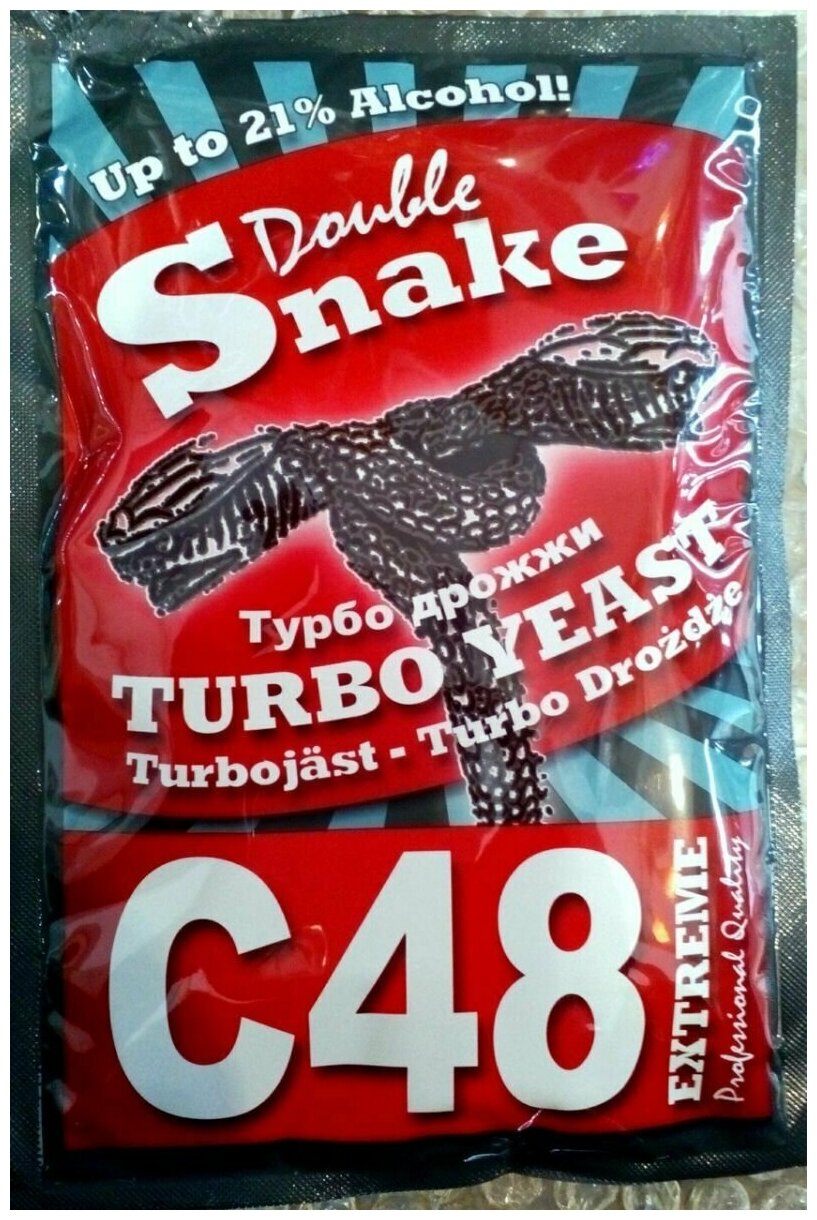 Up to 21% Alcohol!
Double
Snake
Турбо дрожжи
TURBO YEAST
Turbojäst - Turbo Drożdże
C48
EXTREME
Professional Quality